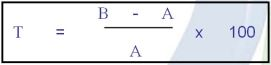 T = B - A x 100
A